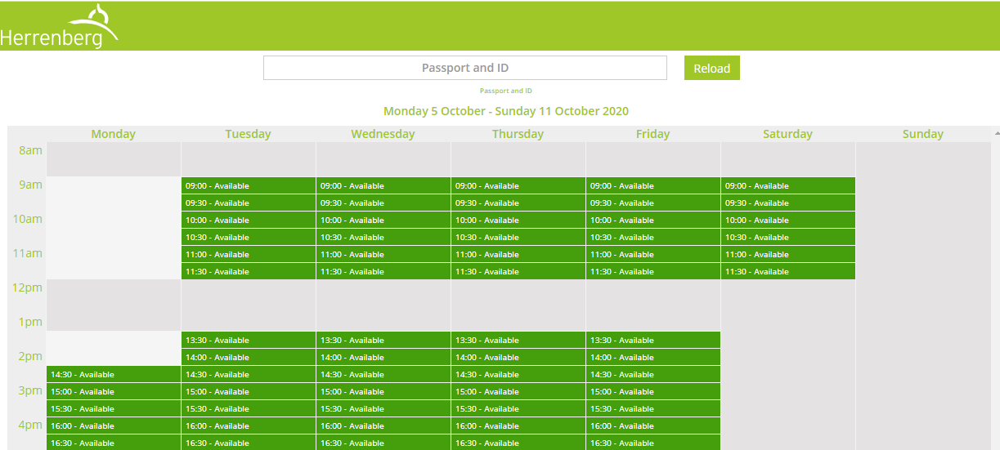 Herrenberg
Passport and ID Reload
Passport and ID
Monday 5 October - Sunday 11 October 2020
Monday Tuesday Wednesday Thursday Friday Saturday Sunday
8am
9am 09:00 - Available 09:00 - Available 09:00 - Available 09:00 - Available 09:00 - Available
09:30 - Available 09:30 - Available 09:30 - Available 09:30 - Available 09:30 - Available
10am 10:00 - Available 10:00 - Available 10:00 - Available 10:00 - Available 10:00 - Available
10:30 - Available 10:30 - Available 10:30 - Available 10:30 - Available 10:30 - Available
11am 11:00 - Available 11:00 - Available 11:00 - Available 11:00 - Available 11:00 - Available
11:30 - Available 11:30 - Available 11:30 - Available 11:30 - Available 11:30 - Available
12pm
1pm
13:30 - Available 13:30 - Available 13:30 - Available 13:30 - Available
2pm 14:00 - Available 14:00 - Available 14:00 - Available 14:00 - Available
14:30 - Available 14:30 - Available 14:30 - Available 14:30 - Available 14:30 - Available
3pm 15:00 - Available 15:00 - Available 15:00 - Available 15:00 - Available 15:00 - Available
15:30 - Available 15:30 - Available 15:30 - Available 15:30 - Available 15:30 - Available
4pm 16:00 - Available 16:00 - Available 16:00 - Available 16:00 - Available 16:00 - Available
16:30 - Available 16:30 - Available 16:30 - Available 16:30 - Available 16:30 - Available